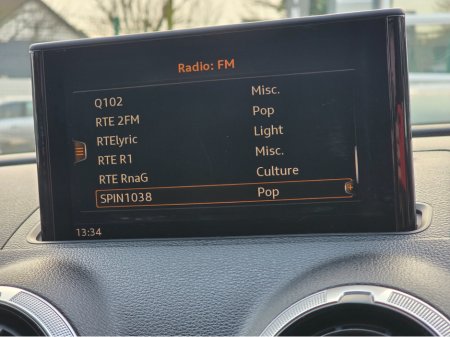 Radio: FM
Q102 Misc.
RTE 2FM Pop
RTElyric Light
RTE R1 Misc.
RTE RnaG Culture
SPIN1038 Pop
13:34